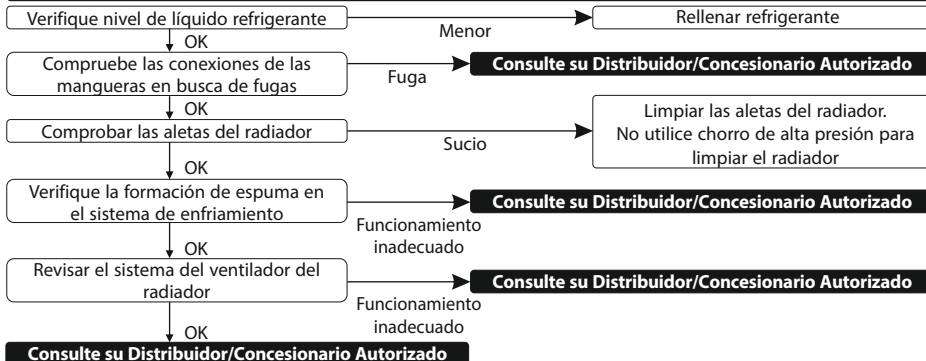 Verifique nivel de líquido refrigerante
Menor
Rellenar refrigerante
OK
Compruebe las conexiones de las
mangueras en busca de fugas
Fuga
Consulte su Distribuidor/Concesionario Autorizado
OK
Comprobar las aletas del radiador
Sucio
Limpiar las aletas del radiador.
No utilice chorro de alta presión para
limpiar el radiador
OK
Verifique la formación de espuma en
el sistema de enfriamiento
Funcionamiento
inadecuado
Consulte su Distribuidor/Concesionario Autorizado
OK
Revisar el sistema del ventilador del
radiador
Funcionamiento
inadecuado
Consulte su Distribuidor/Concesionario Autorizado
OK
Consulte su Distribuidor/Concesionario Autorizado